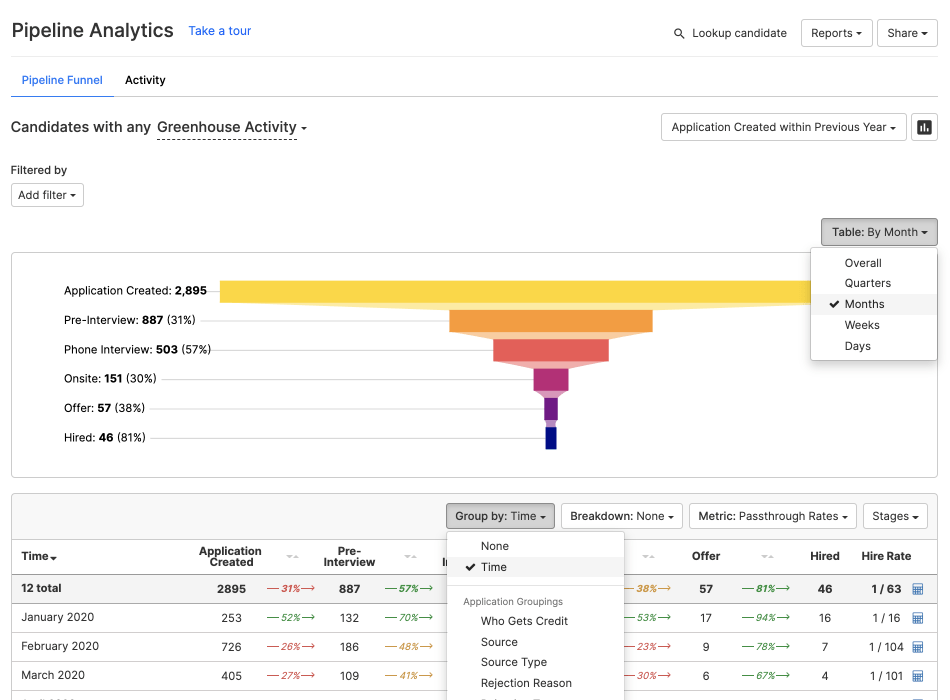 Pipeline Analytics Take a tour
Lookup candidate Reports Share
Pipeline Funnel Activity
Candidates with any Greenhouse Activity
Application Created within Previous Year
Filtered by
Add filter
Table: By Month
Overall
Quarters
Months
Weeks
Days
Application Created: 2,895
Pre-Interview: 887 (31%)
Phone Interview: 503 (57%)
Onsite: 151 (30%)
Offer: 57 (38%)
Hired: 46 (81%)
Group by: Time Breakdown: None Metric: Passthrough Rates Stages
None
Time
Application Groupings
Who Gets Credit
Source
Source Type
Rejection Reason
Time Application Created Pre-Interview Offer Hired Hire Rate
12 total 2895 31% 887 57% 38% 57 81% 46 1 / 63
January 2020 253 52% 132 70% 53% 17 94% 16 1 / 16
February 2020 726 26% 186 48% 23% 9 78% 7 1 / 104
March 2020 405 27% 109 41% 30% 6 67% 4 1 / 101